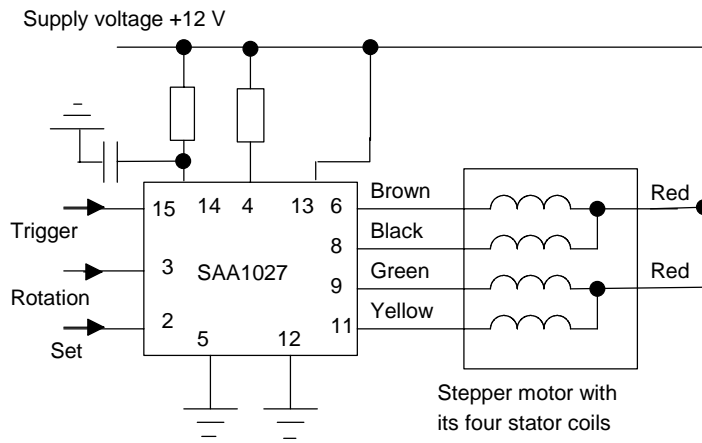 Supply voltage +12 V
Brown
Red
15
14
4
13
6
Trigger
Black
8
3
SAA1027
Green
Red
9
Rotation
Yellow
2
11
5
12
Set
Stepper motor with
its four stator coils